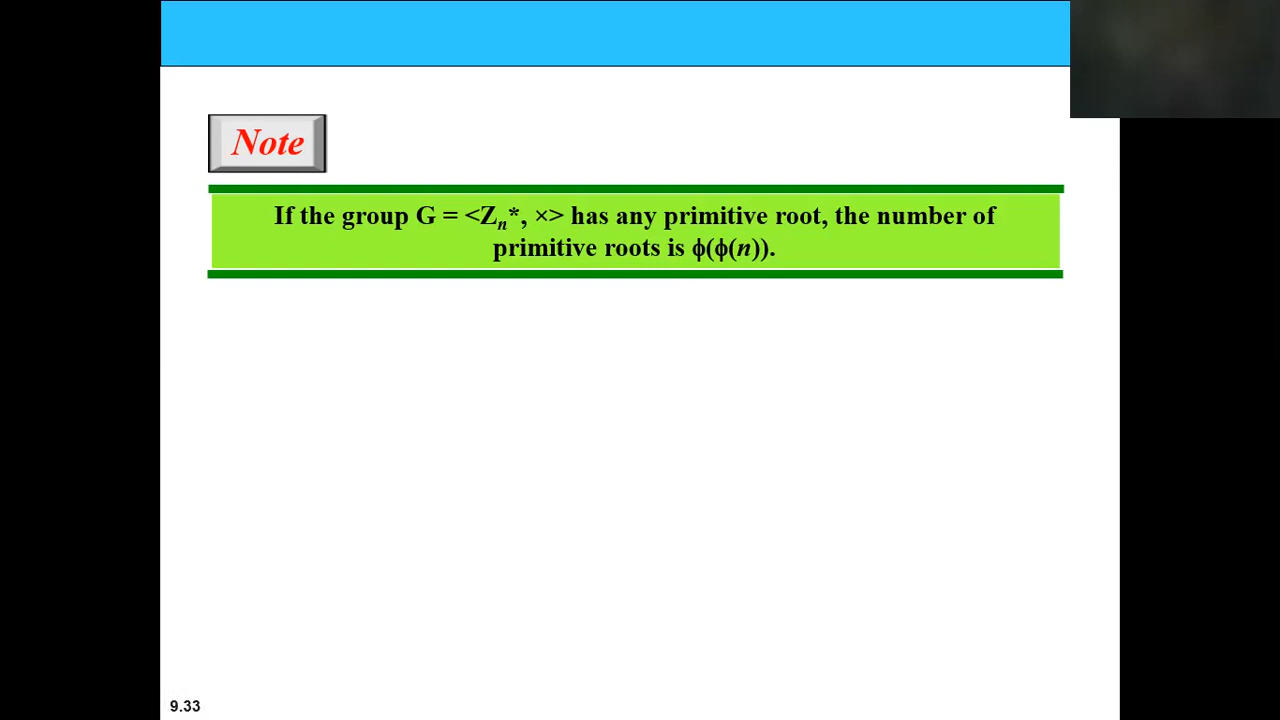 Note
If the group G = <Zn*, ×> has any primitive root, the number of
primitive roots is ϕ(ϕ(n)).
9.33